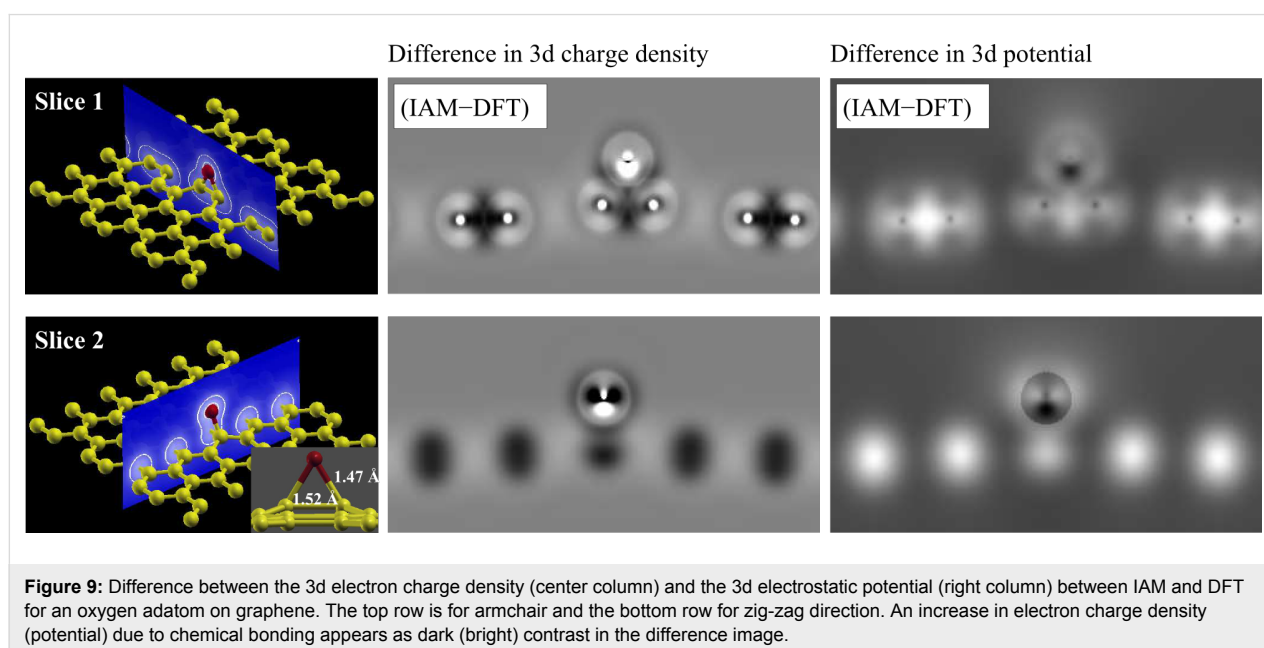 Difference in 3d charge density
Difference in 3d potential
Slice 1
(IAM−DFT)
(IAM−DFT)
Slice 2
1.47 Å
1.52 Å
Figure 9: Difference between the 3d electron charge density (center column) and the 3d electrostatic potential (right column) between IAM and DFT
for an oxygen adatom on graphene. The top row is for armchair and the bottom row for zig-zag direction. An increase in electron charge density
(potential) due to chemical bonding appears as dark (bright) contrast in the difference image.